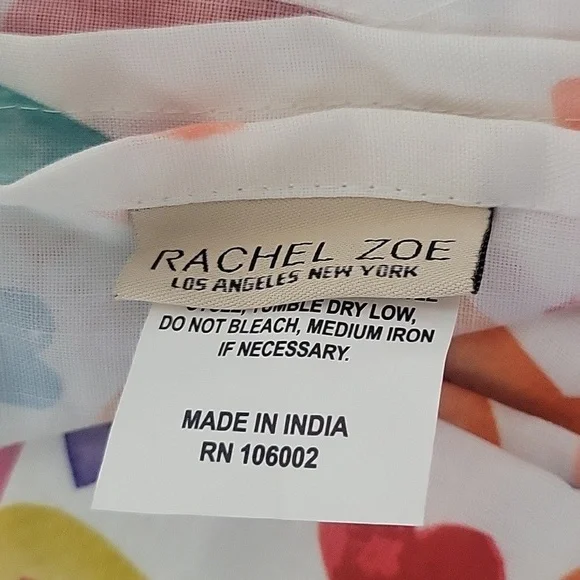 RACHEL ZOE
LOS ANGELES NEW YORK
TUMBLE DRY LOW,
DO NOT BLEACH, MEDIUM IRON
IF NECESSARY.
MADE IN INDIA
RN 106002